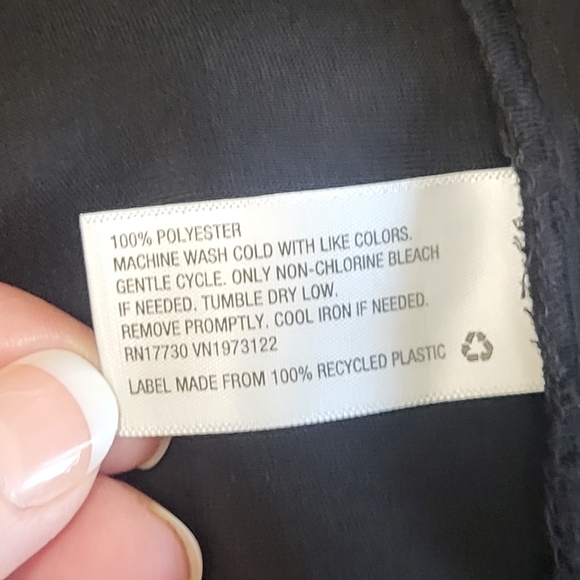 100% POLYESTER
MACHINE WASH COLD WITH LIKE COLORS.
GENTLE CYCLE. ONLY NON-CHLORINE BLEACH
IF NEEDED. TUMBLE DRY LOW.
REMOVE PROMPTLY. COOL IRON IF NEEDED.
RN17730 VN1973122
LABEL MADE FROM 100% RECYCLED PLASTIC